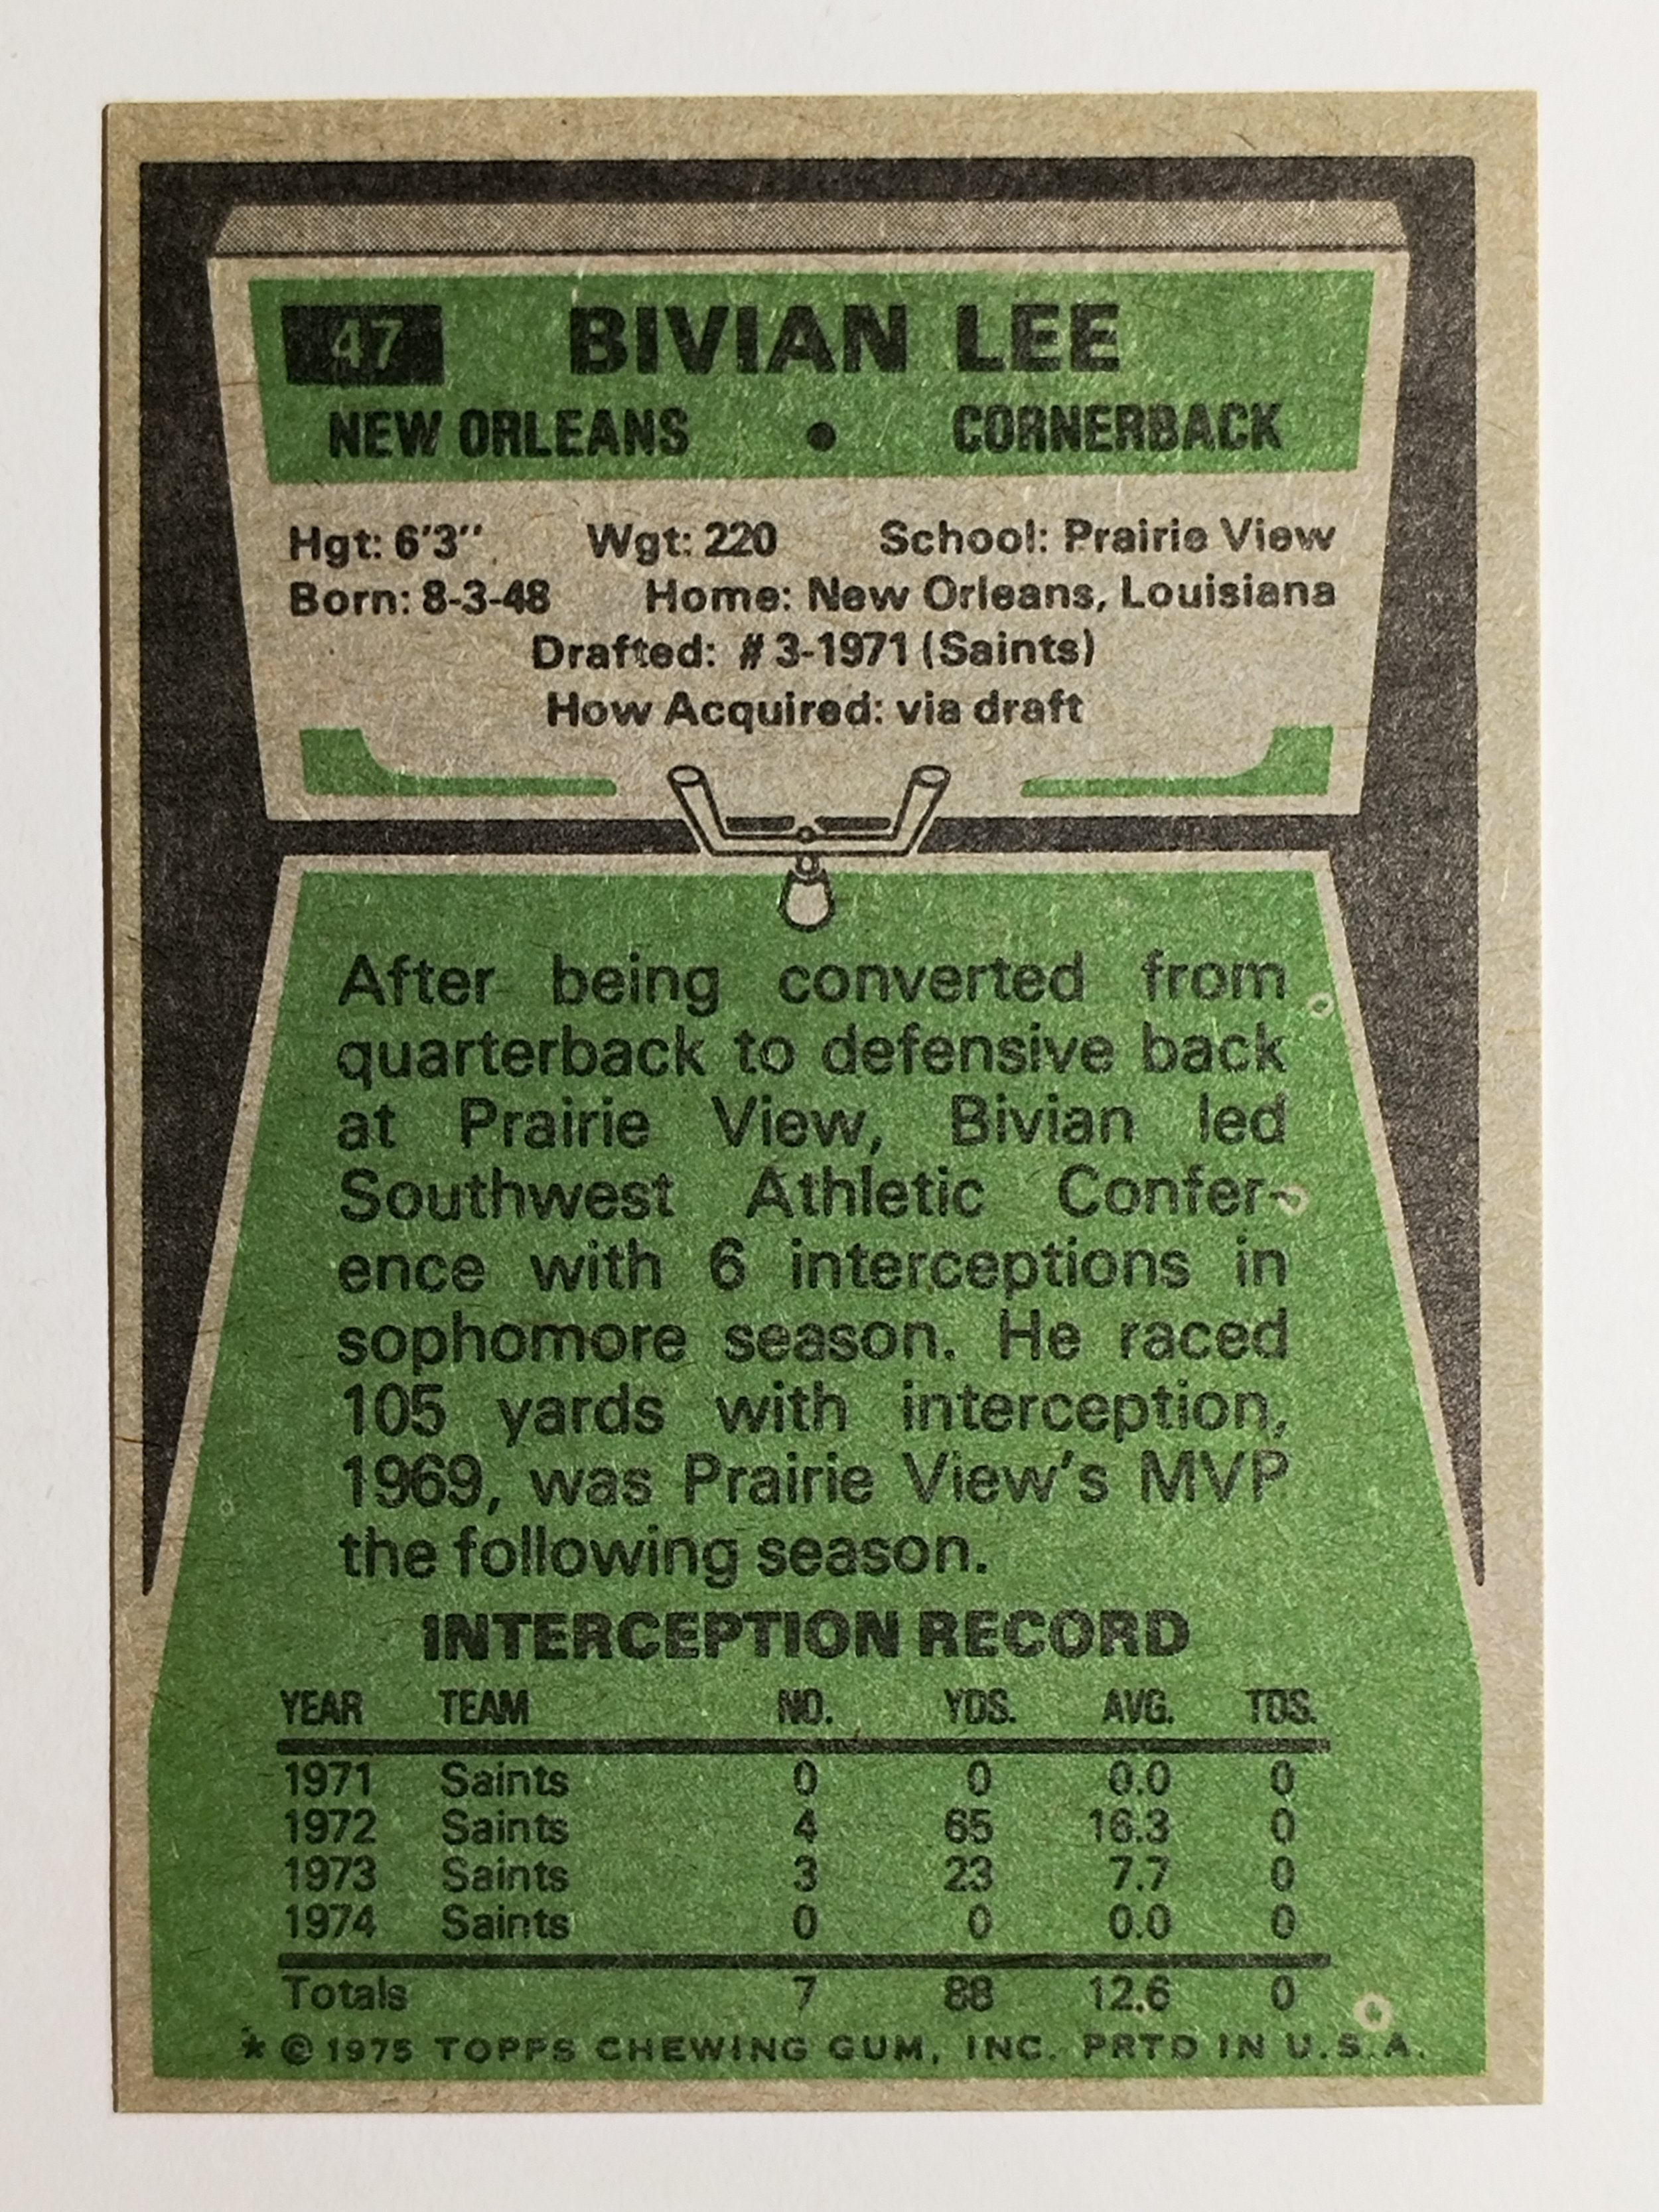 47 BIVIAN LEE
NEW ORLEANS • CORNERBACK
Hgt: 6'3" Wgt: 220 School: Prairie View
Born: 8-3-48 Home: New Orleans, Louisiana
Drafted: #3-1971 (Saints)
How Acquired: via draft
After being converted from
quarterback to defensive back
at Prairie View, Bivian led
Southwest Athletic Confer-
ence with 6 interceptions in
sophomore season. He raced
105 yards with interception,
1969, was Prairie View's MVP
the following season.
INTERCEPTION RECORD
YEAR TEAM NO. YDS. AVG. TDS.
1971 Saints 0 0 0.0 0
1972 Saints 4 65 16.3 0
1973 Saints 3 23 7.7 0
1974 Saints 0 0 0.0 0
Totals 7 88 12.6 0
* © 1975 TOPPS CHEWING GUM, INC. PRTD IN U.S.A.